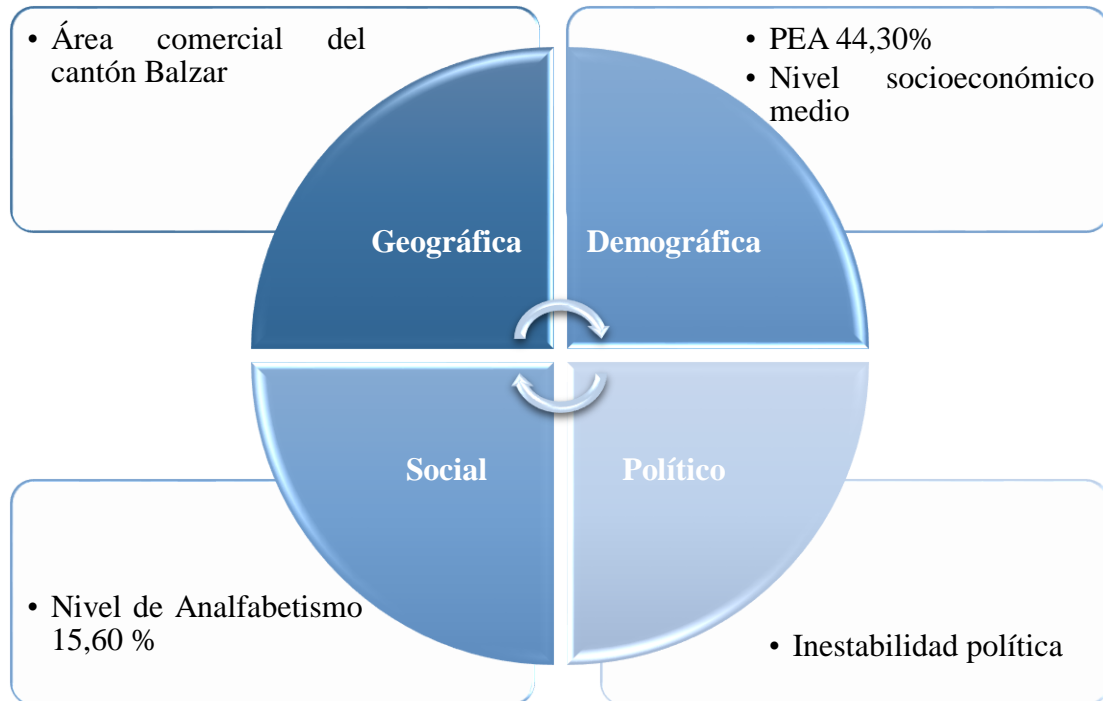 • Área comercial del
cantón Balzar
• PEA 44,30%
• Nivel socioeconómico
medio
Geográfica
Demográfica
Social
Político
• Nivel de Analfabetismo
15,60 %
• Inestabilidad política